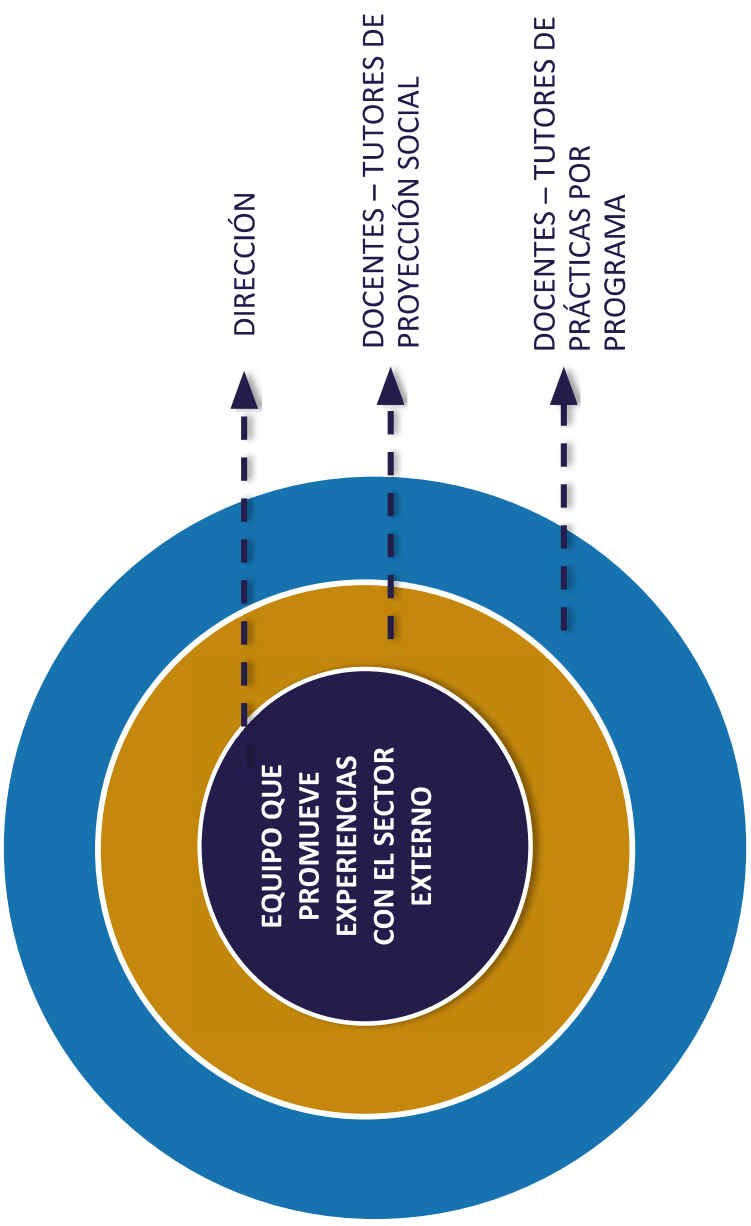 EQUIPO QUE
PROMUEVE
EXPERIENCIAS
CON EL SECTOR
EXTERNO
DIRECCIÓN
DOCENTES – TUTORES DE
PROYECCIÓN SOCIAL
DOCENTES – TUTORES DE
PRÁCTICAS POR
PROGRAMA